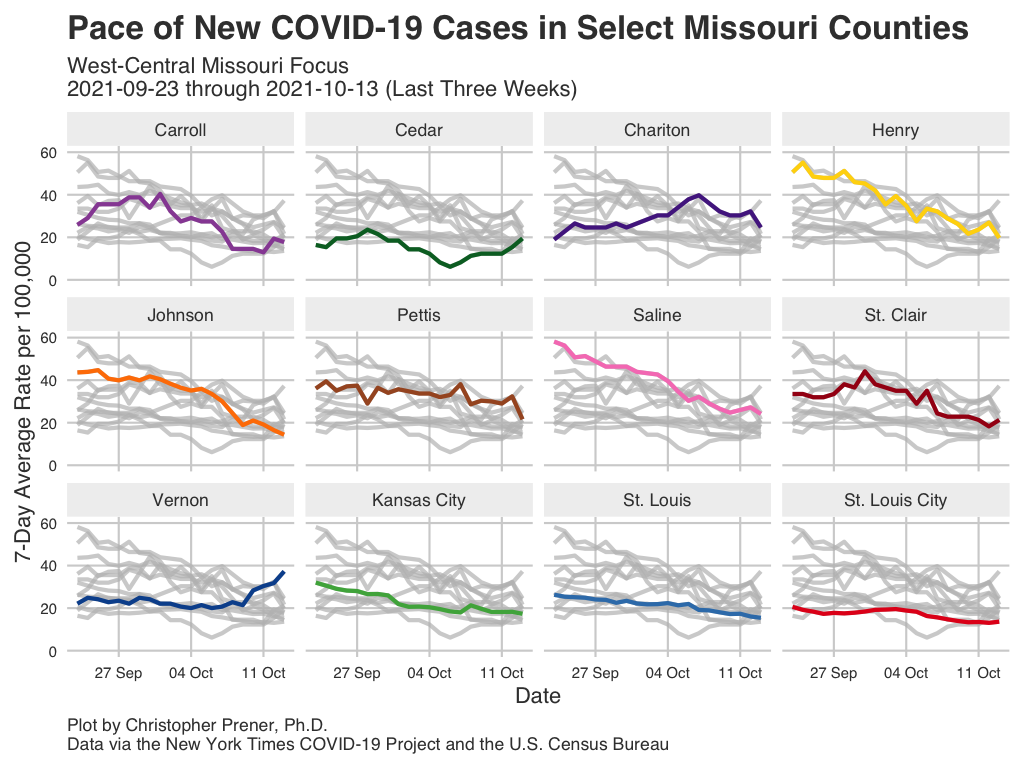 Pace of New COVID-19 Cases in Select Missouri Counties
West-Central Missouri Focus
2021-09-23 through 2021-10-13 (Last Three Weeks)
Carroll Cedar Chariton Henry
60
40
20
0
Johnson Pettis Saline St. Clair
60
40
20
0
Vernon Kansas City St. Louis St. Louis City
60
40
20
0
7-Day Average Rate per 100,000
27 Sep 04 Oct 11 Oct 27 Sep 04 Oct 11 Oct 27 Sep 04 Oct 11 Oct 27 Sep 04 Oct 11 Oct
Date
Plot by Christopher Prener, Ph.D.
Data via the New York Times COVID-19 Project and the U.S. Census Bureau